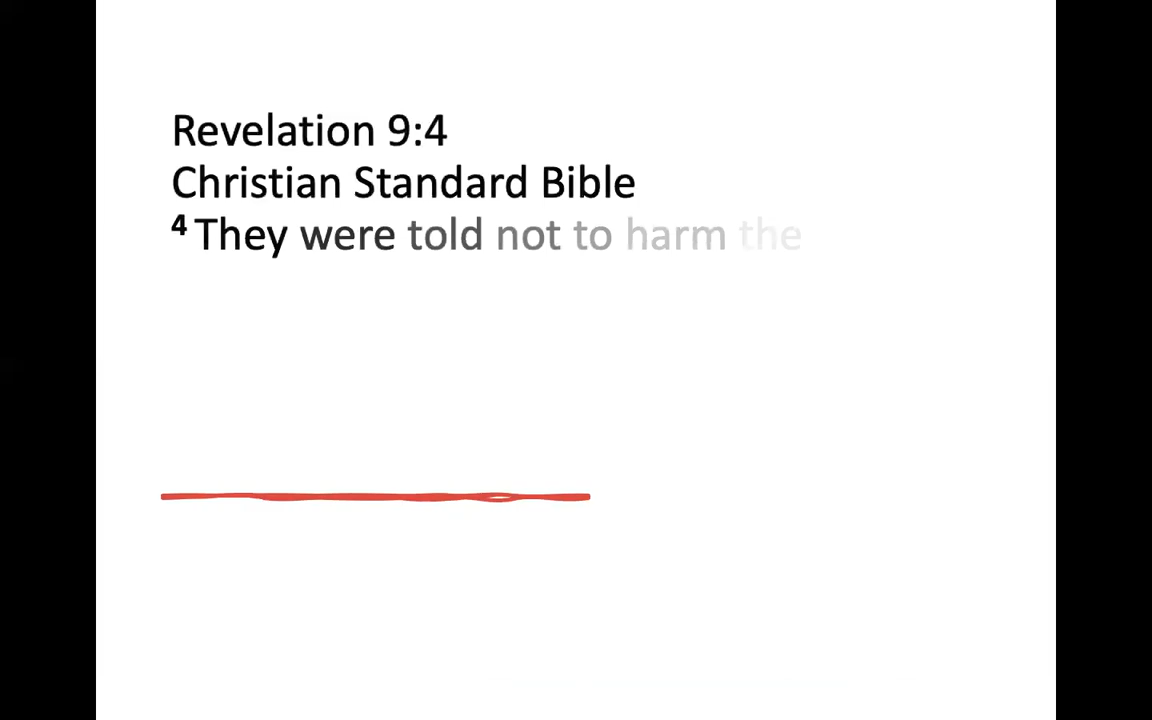 Revelation 9:4
Christian Standard Bible
4 They were told not to harm the